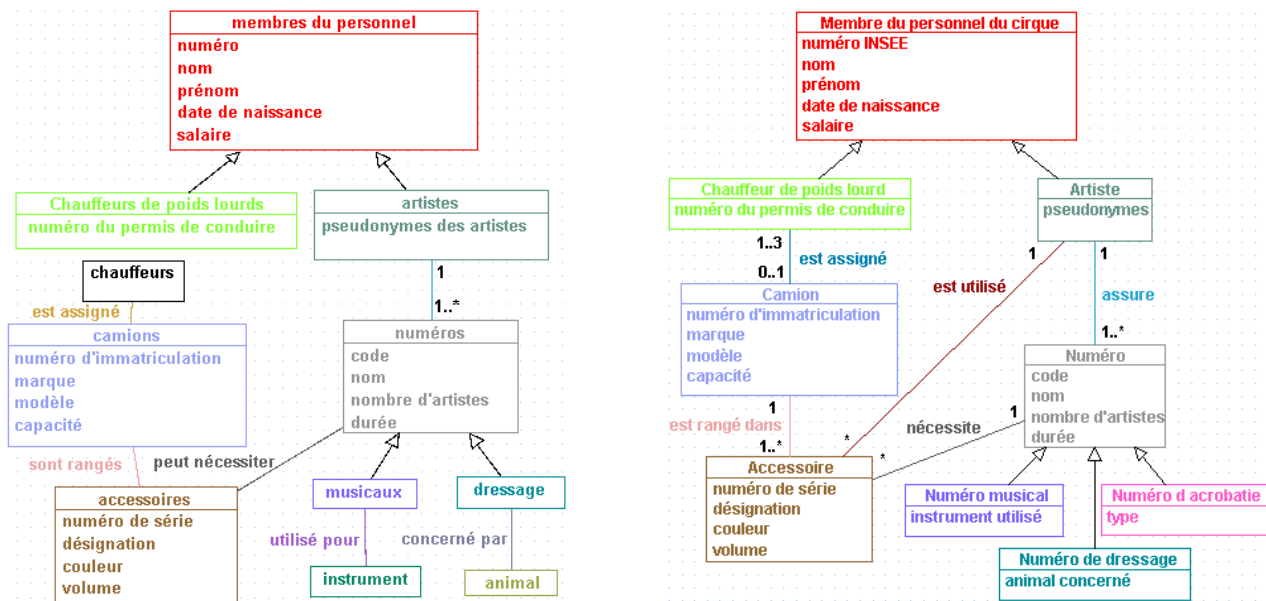 membres du personnel
numéro
nom
prénom
date de naissance
salaire
Chauffeurs de poids lourds
numéro du permis de conduire
artistes
pseudonymes des artistes
chauffeurs
1
est assigné
1..*
camions
numéro d'immatriculation
marque
modèle
capacité
numéros
code
nom
nombre d'artistes
durée
sont rangés
peut nécessiter
accessoires
numéro de série
désignation
couleur
volume
musicaux
dressage
utilisé pour
concerné par
instrument
animal
Membre du personnel du cirque
numéro INSEE
nom
prénom
date de naissance
salaire
Chauffeur de poids lourd
numéro du permis de conduire
Artiste
pseudonymes
1..3
est assigné
0..1
1
1
est utilisé
assure
Camion
numéro d'immatriculation
marque
modèle
capacité
1..*
Numéro
code
nom
nombre d'artistes
durée
1
est rangé dans
1..*
nécessite
1
*
*
Accessoire
numéro de série
désignation
couleur
volume
Numéro musical
instrument utilisé
Numéro d acrobatie
type
Numéro de dressage
animal concerné